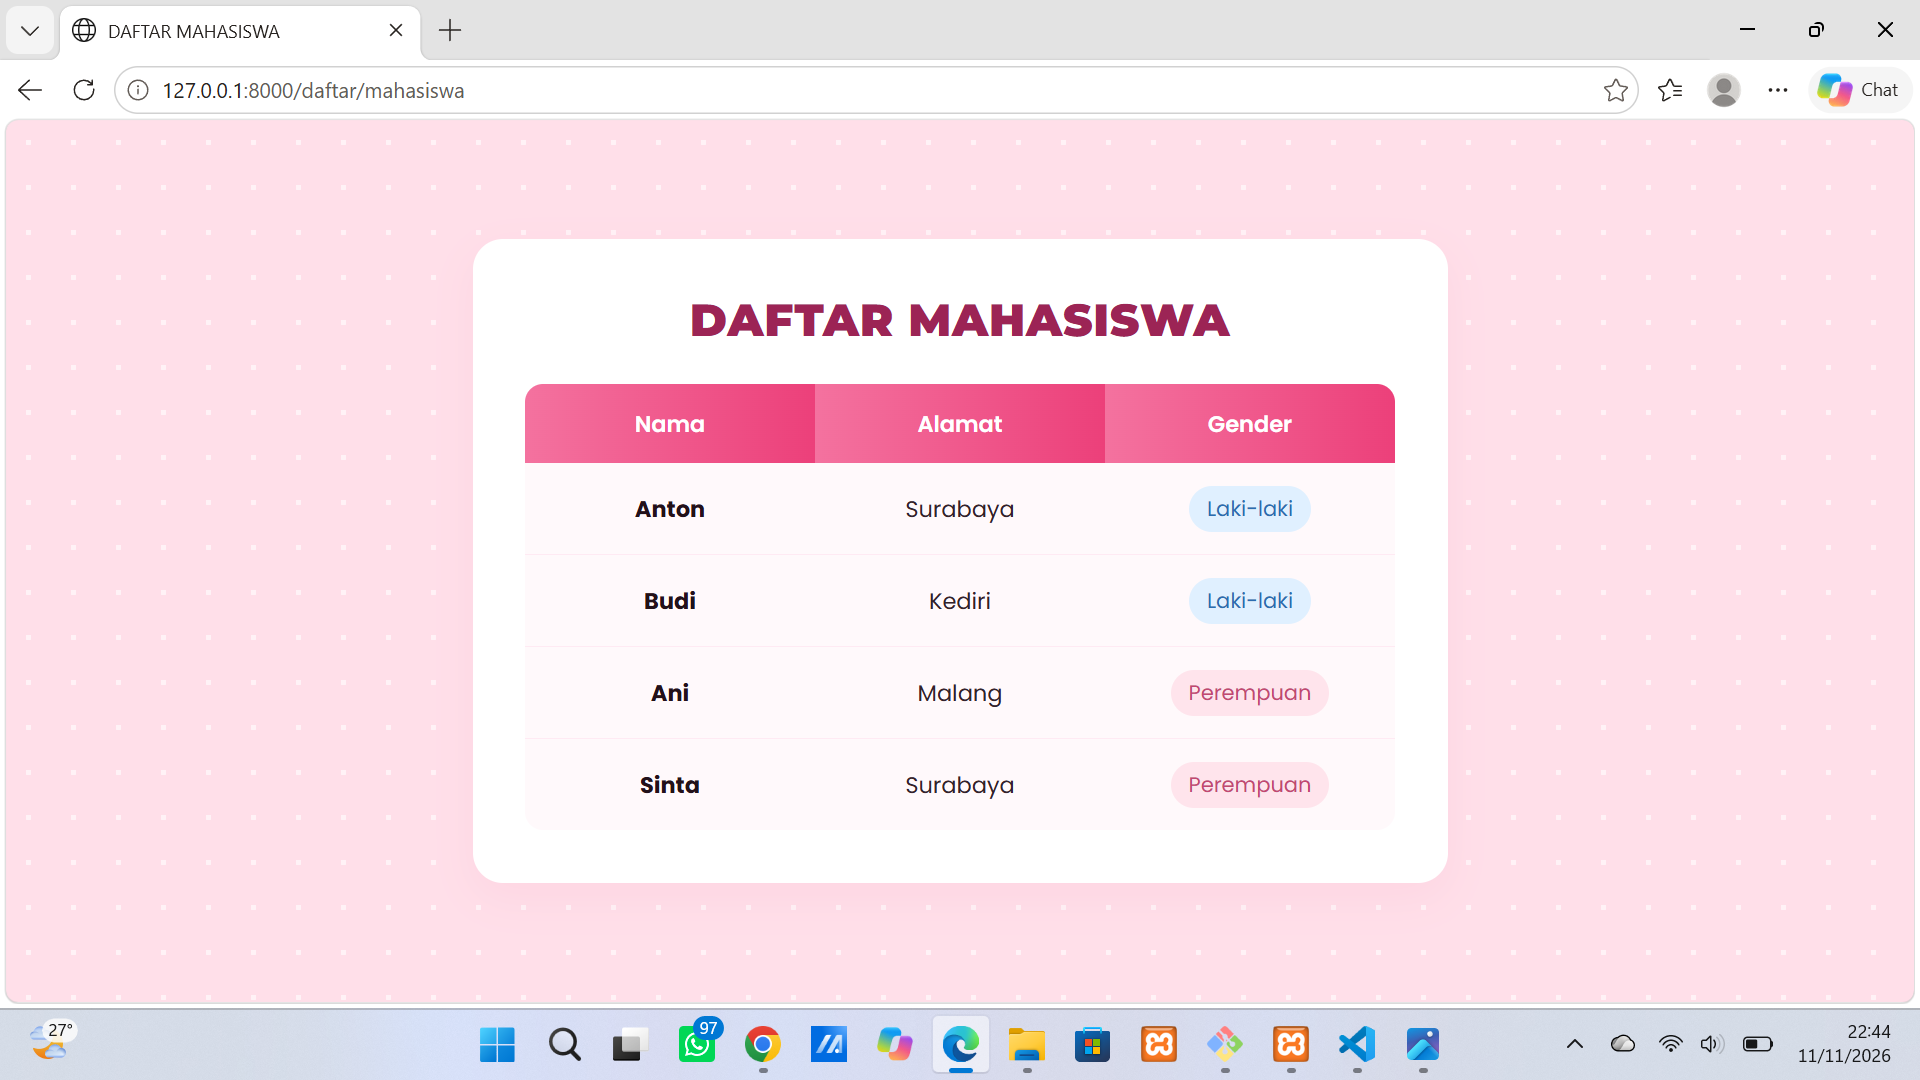 DAFTAR MAHASISWA
127.0.0.1:8000/daftar/mahasiswa
Chat
DAFTAR MAHASISWA
Nama Alamat Gender
Anton Surabaya Laki-laki
Budi Kediri Laki-laki
Ani Malang Perempuan
Sinta Surabaya Perempuan
27°
97
22:44
11/11/2026